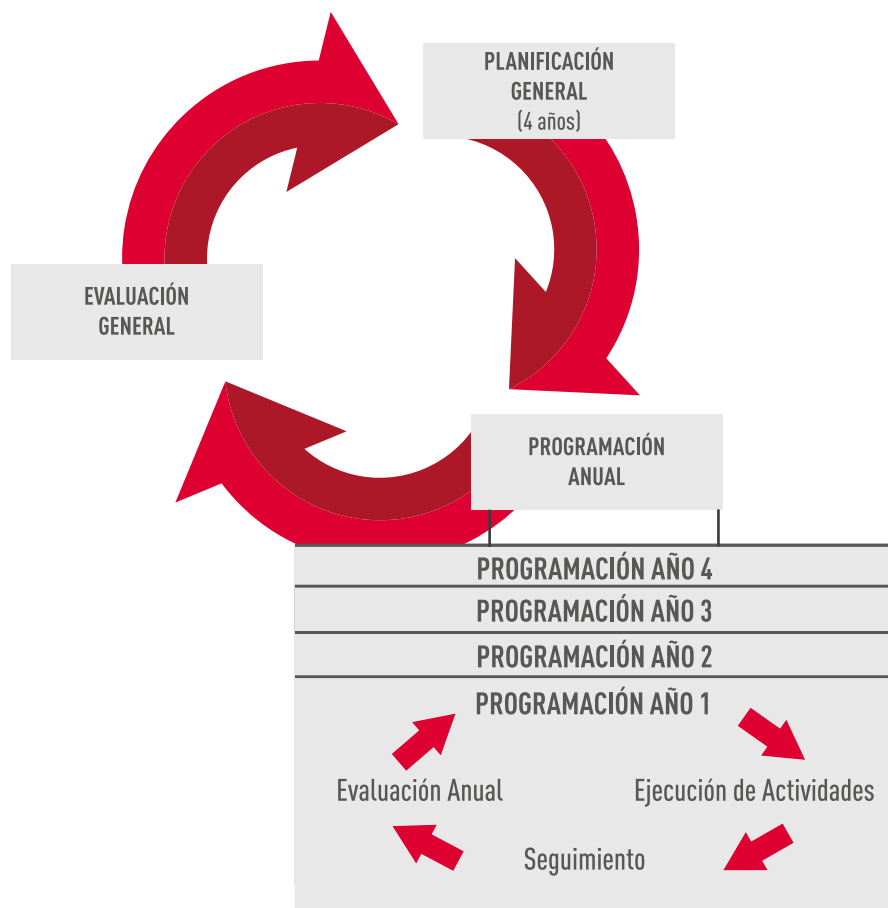 PLANIFICACIÓN
GENERAL
(4 años)
EVALUACIÓN
GENERAL
PROGRAMACIÓN
ANUAL
PROGRAMACIÓN AÑO 4
PROGRAMACIÓN AÑO 3
PROGRAMACIÓN AÑO 2
PROGRAMACIÓN AÑO 1
Evaluación Anual
Ejecución de Actividades
Seguimiento